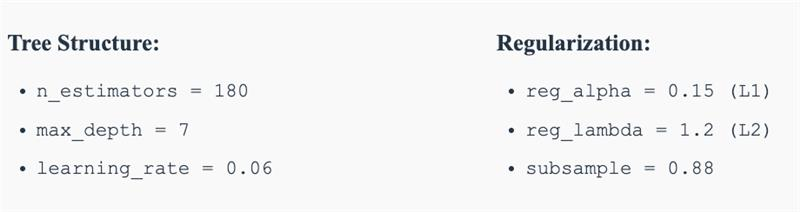 Tree Structure:
• n_estimators = 180
• max_depth = 7
• learning_rate = 0.06
Regularization:
• reg_alpha = 0.15 (L1)
• reg_lambda = 1.2 (L2)
• subsample = 0.88